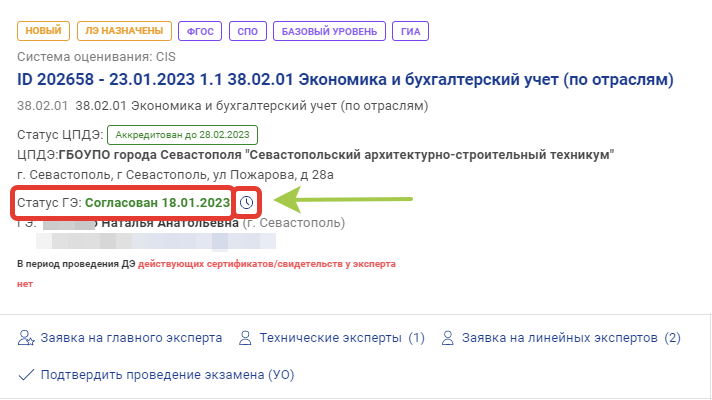 НОВЫЙ ЛЭ НАЗНАЧЕНЫ ФГОС СПО БАЗОВЫЙ УРОВЕНЬ ГИА
Система оценивания: CIS
ID 202658 - 23.01.2023 1.1 38.02.01 Экономика и бухгалтерский учет (по отраслям)
38.02.01 38.02.01 Экономика и бухгалтерский учет (по отраслям)
Статус ЦПДЭ: Аккредитован до 28.02.2023
ЦПДЭ:ГБОУПО города Севастополя "Севастопольский архитектурно-строительный техникум"
г. Севастополь, г Севастополь, ул Пожарова, д 28а
Статус ГЭ: Согласован 18.01.2023
ГЭ: Наталья Анатольевна (г. Севастополь)
В период проведения ДЭ действующих сертификатов/свидетельств у эксперта
нет
Заявка на главного эксперта Технические эксперты (1) Заявка на линейных экспертов (2)
Подтвердить проведение экзамена (УО)